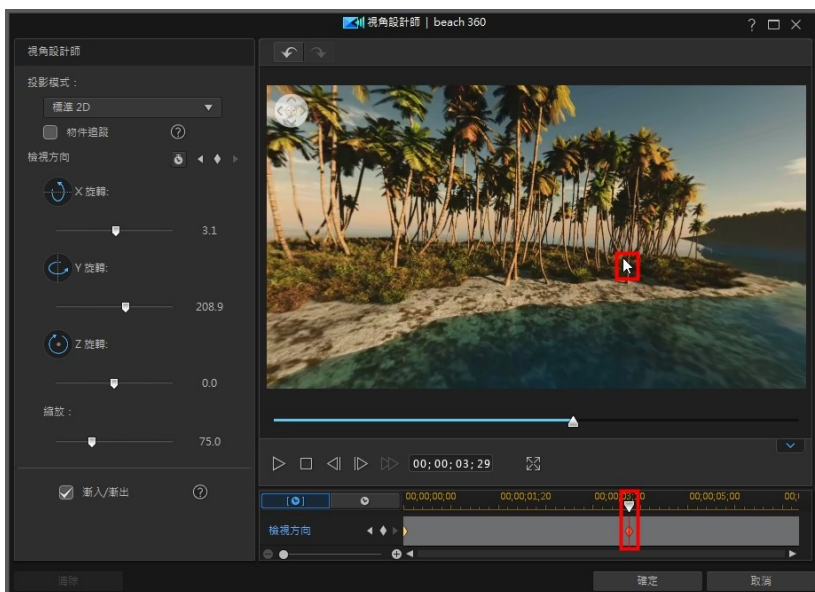 視角設計師 | beach 360
視角設計師
投影模式：
標準 2D
物件追蹤
檢視方向
X 旋轉:
3.1
Y 旋轉:
208.9
Z 旋轉:
0.0
縮放：
75.0
漸入/漸出
00;00;03;29
00;00;00;00 00;00;01;20 00;00;05;00
檢視方向
清除
確定 取消